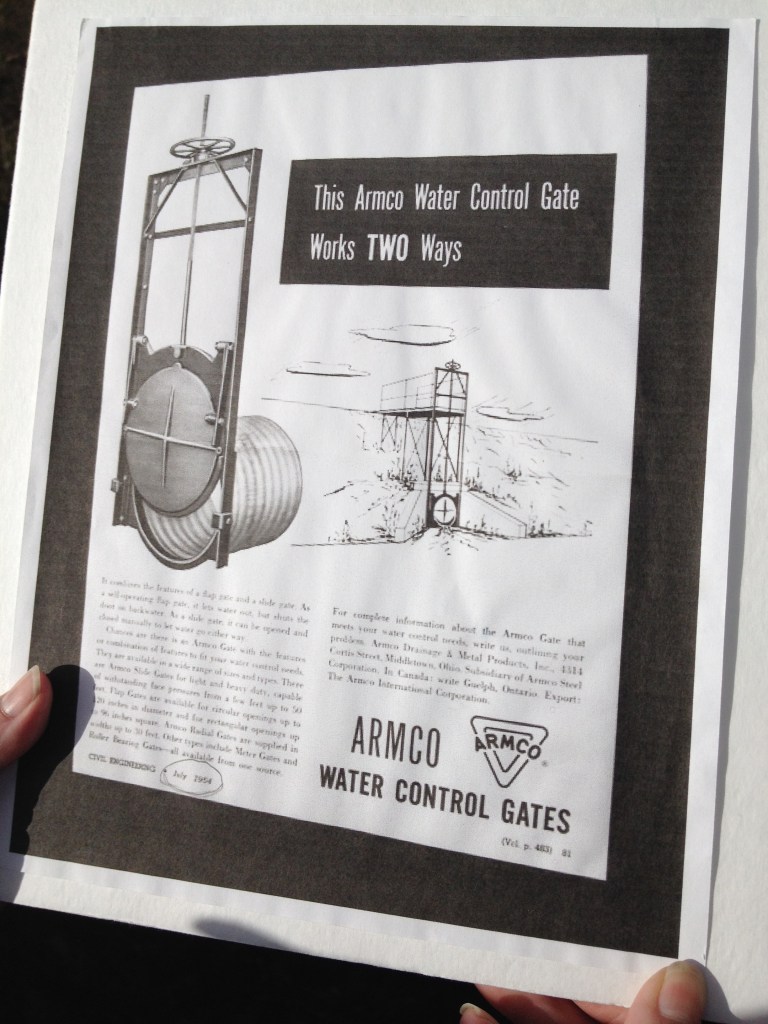 This Armco Water Control Gate
Works TWO Ways
It combines the features of a flap gate and a slide gate. As
a self-operating flap gate, it lets water out, but shuts the
door on backwater. As a slide gate, it can be opened and
closed manually to let water go either way.
Chances are there is an Armco Gate with the features
or combination of features to fit your water control needs.
They are available in a wide range of sizes and types. There
are Armco Slide Gates for light and heavy duty, capable
of withstanding face pressures from a few feet up to 50
feet. Flap Gates are available for circular openings up to
120 inches in diameter and for rectangular openings up
to 96 inches square. Armco Radial Gates are supplied in
widths up to 30 feet. Other types include Meter Gates and
Roller Bearing Gates—all available from one source.
CIVIL ENGINEERING July 1954
For complete information about the Armco Gate that
meets your water control needs, write us, outlining your
problem. Armco Drainage & Metal Products, Inc., 4314
Curtis Street, Middletown, Ohio. Subsidiary of Armco Steel
Corporation. In Canada: write Guelph, Ontario. Export:
The Armco International Corporation.
ARMCO
ARMCO®
WATER CONTROL GATES
(Vol. p. 463) 81